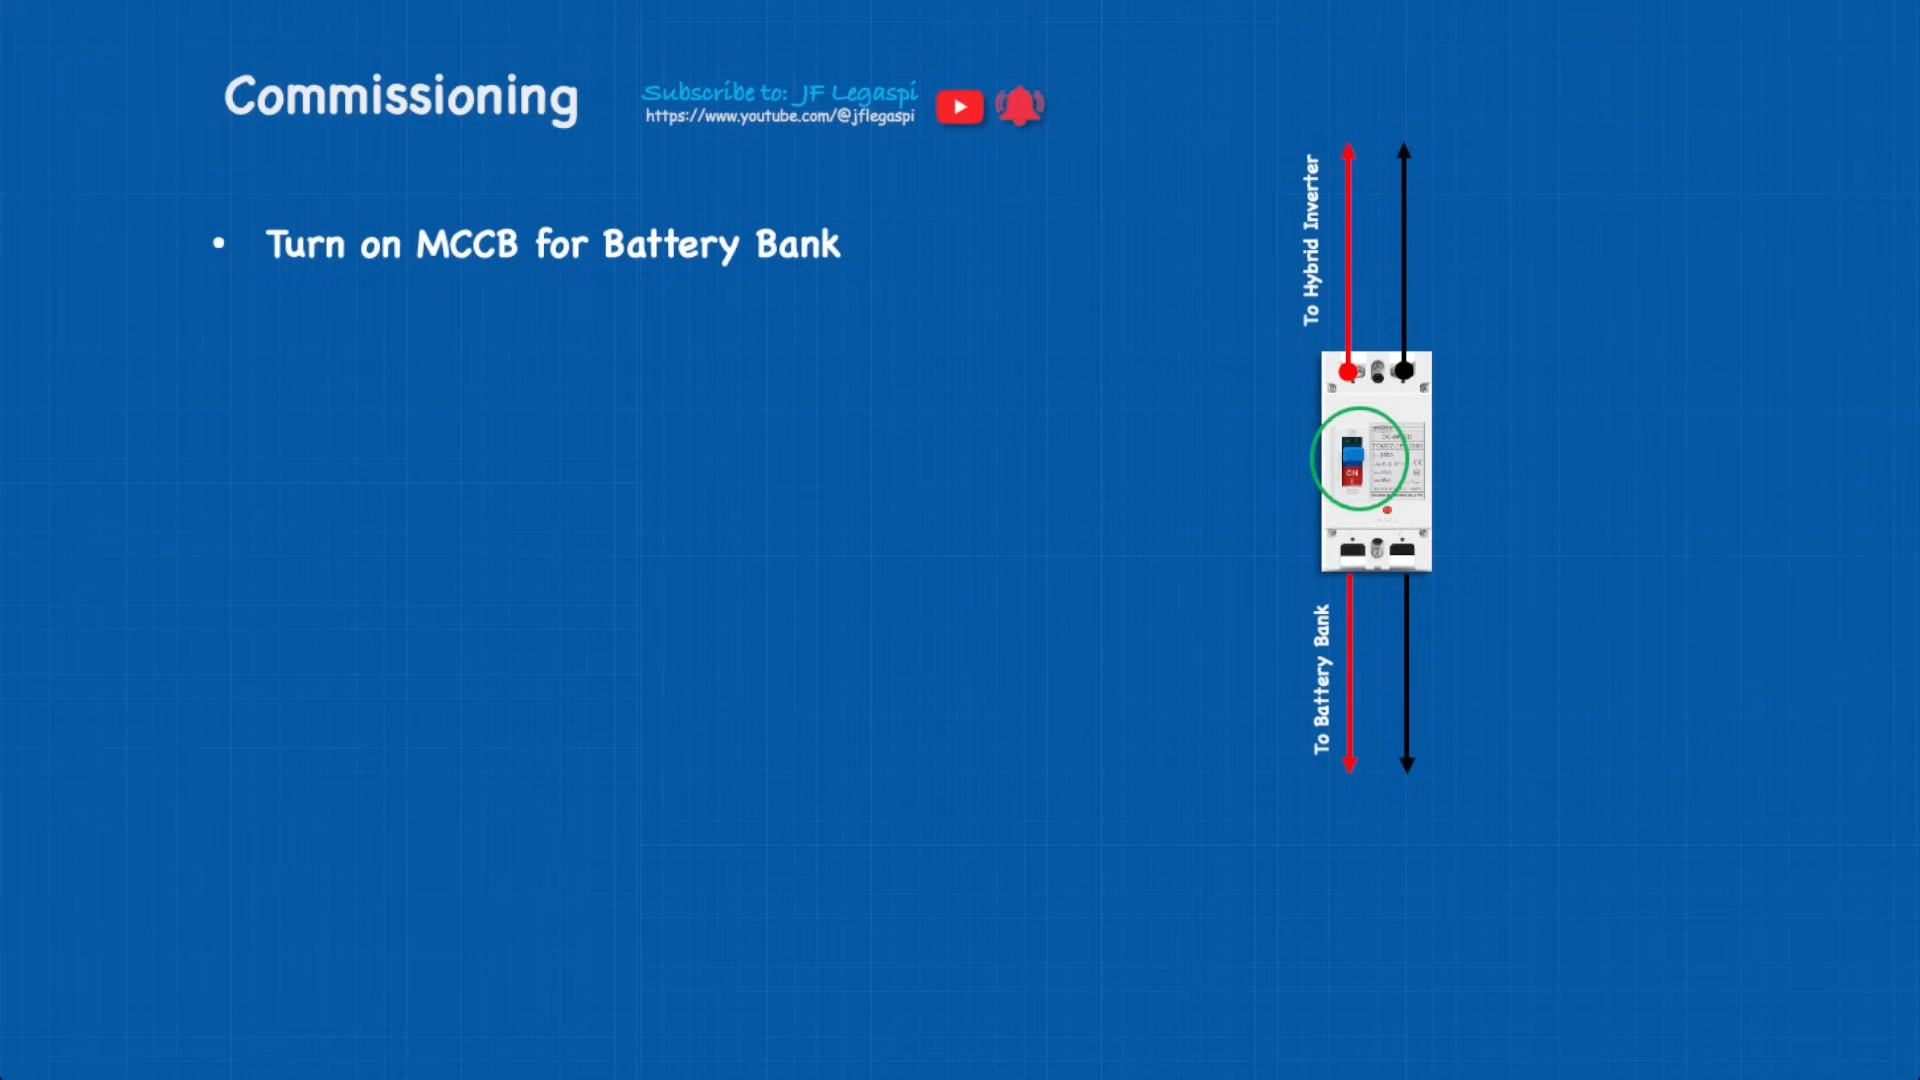 Commissioning
Subscribe to: JF Legaspi
https://www.youtube.com/@jflegaspi
• Turn on MCCB for Battery Bank
To Hybrid Inverter
ON
To Battery Bank